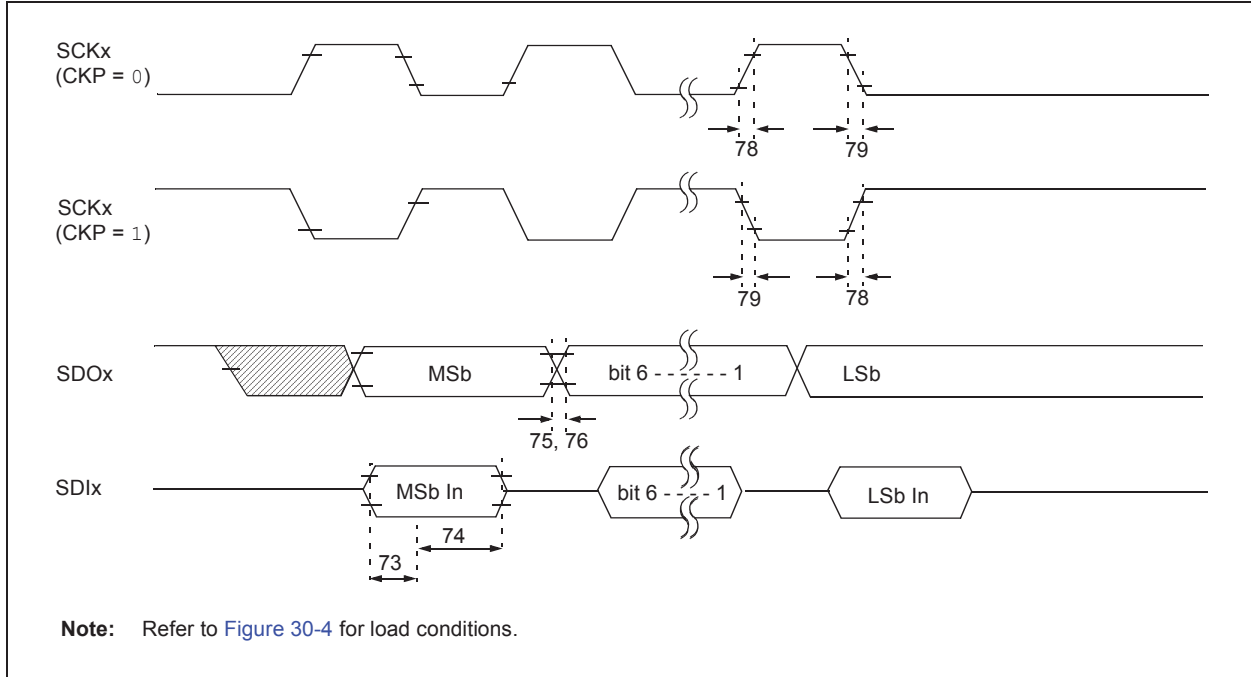 SCKx
(CKP = 0)
78
79
SCKx
(CKP = 1)
79
78
SDOx
MSb
bit 6 - - - - - - 1
LSb
75, 76
SDIx
MSb In
bit 6 - - - - - 1
LSb In
74
73
Note: Refer to Figure 30-4 for load conditions.